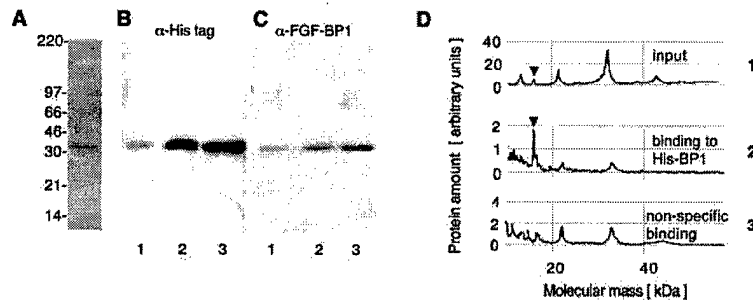 A
B
C
D
α-His tag
α-FGF-BP1
220-
97-
66-
46-
30-
21-
14-
1 2 3
1 2 3
Protein amount [ arbitrary units ]
40
20
0
input
1
2
1
0
binding to
His-BP1
2
4
2
0
non-specific
binding
3
20 40
Molecular mass [ kDa ]